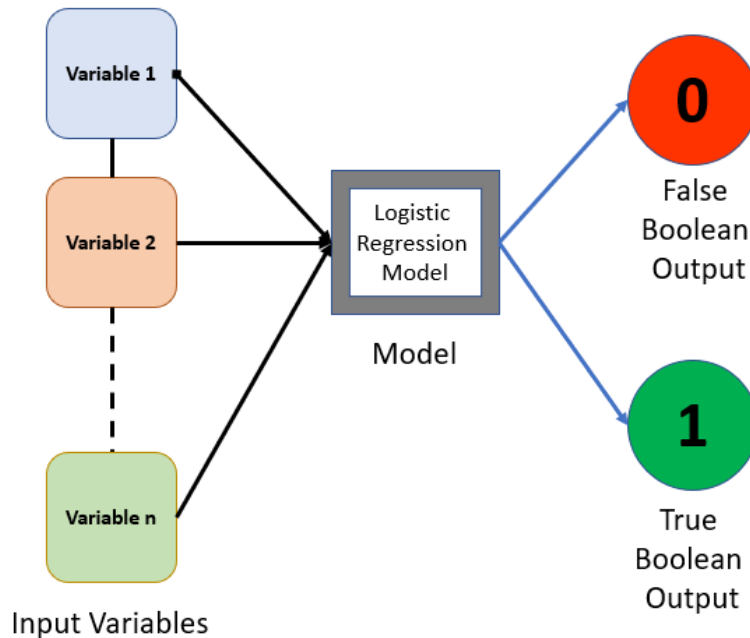 Variable 1
Variable 2
Variable n
Input Variables
Logistic
Regression
Model
Model
0
False
Boolean
Output
1
True
Boolean
Output